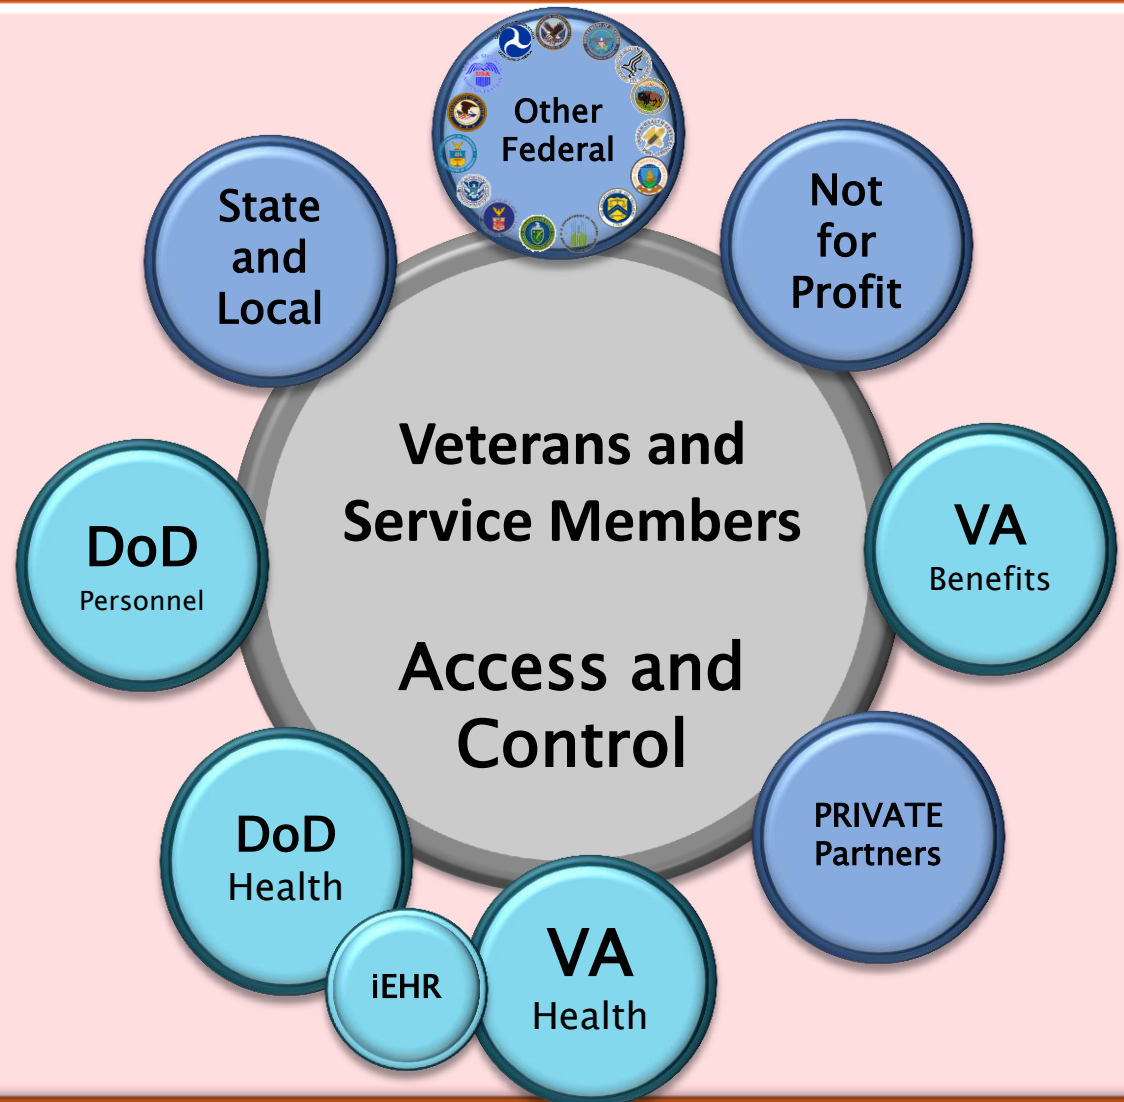 Other
Federal
State
and
Local
Not
for
Profit
Veterans and
Service Members
Access and
Control
DoD
Personnel
VA
Benefits
PRIVATE
Partners
DoD
Health
iEHR
VA
Health